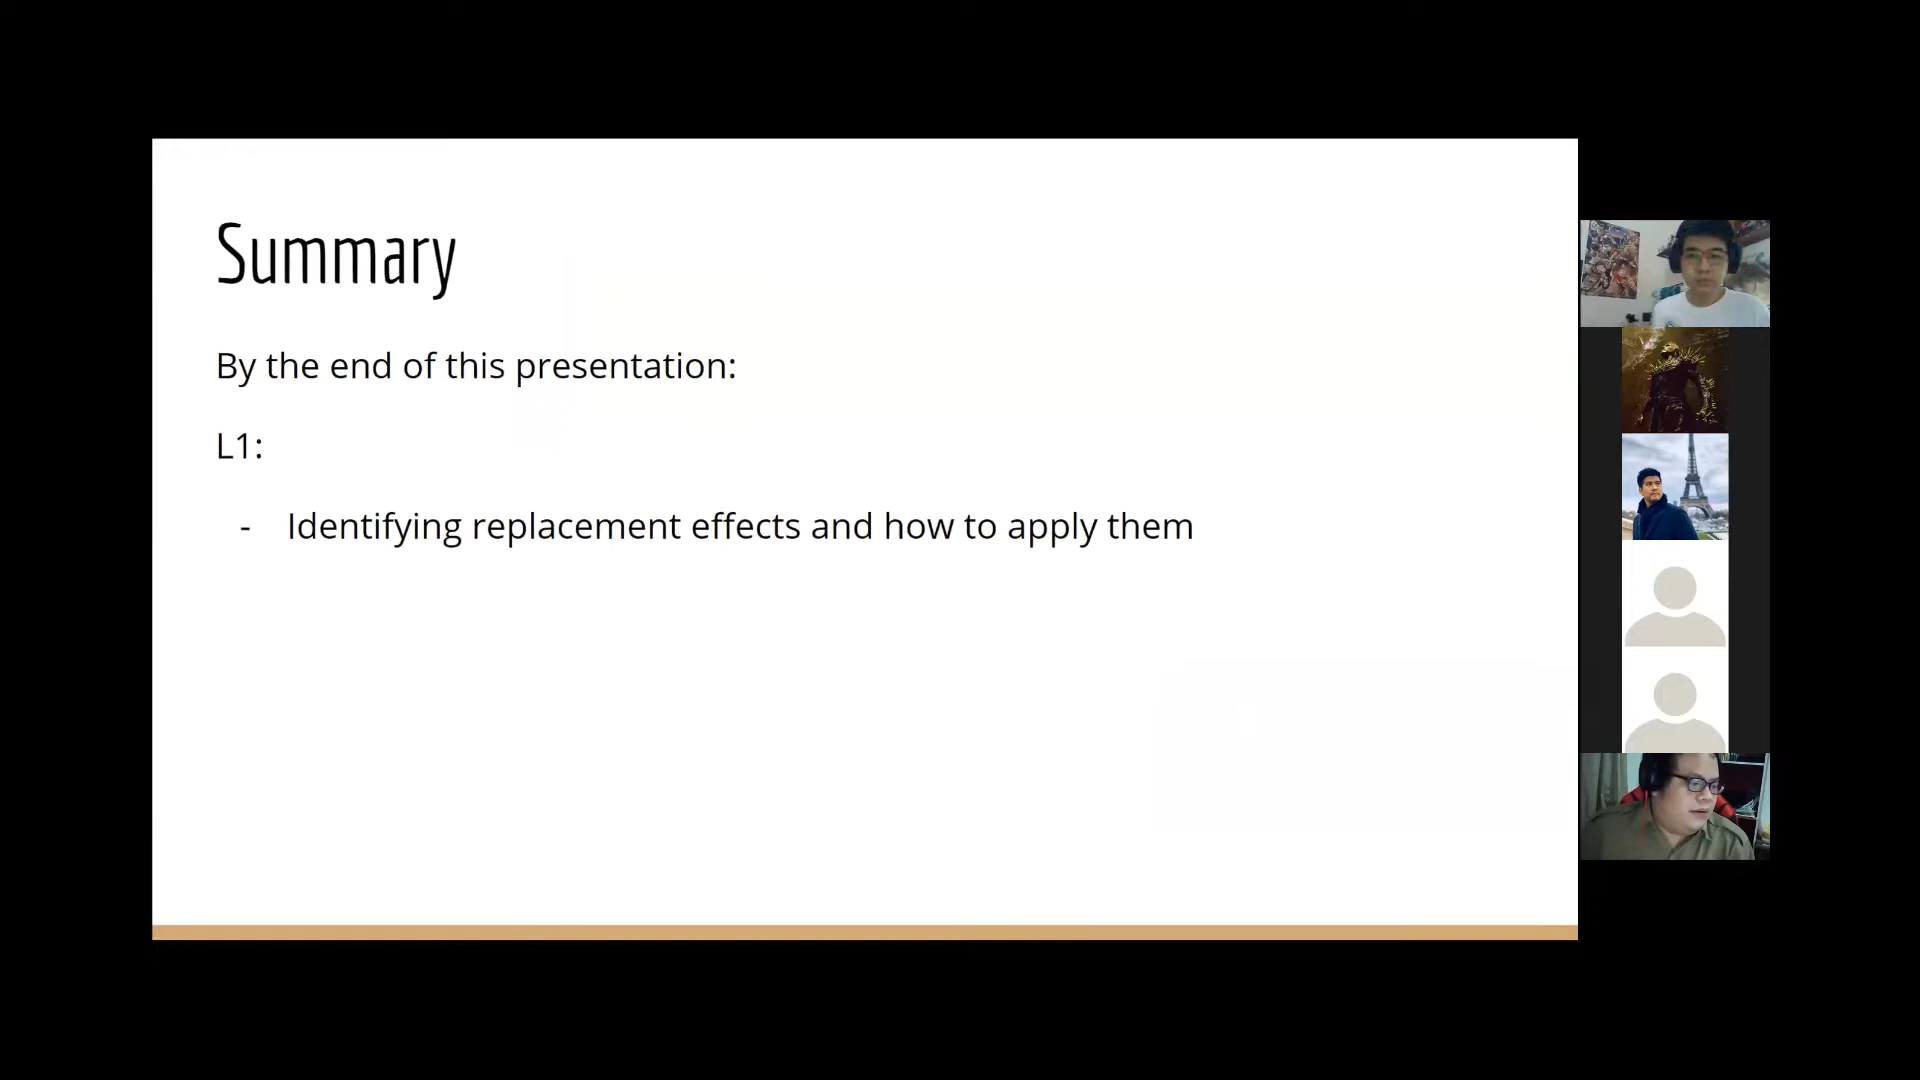 Summary
By the end of this presentation:
L1:
- Identifying replacement effects and how to apply them